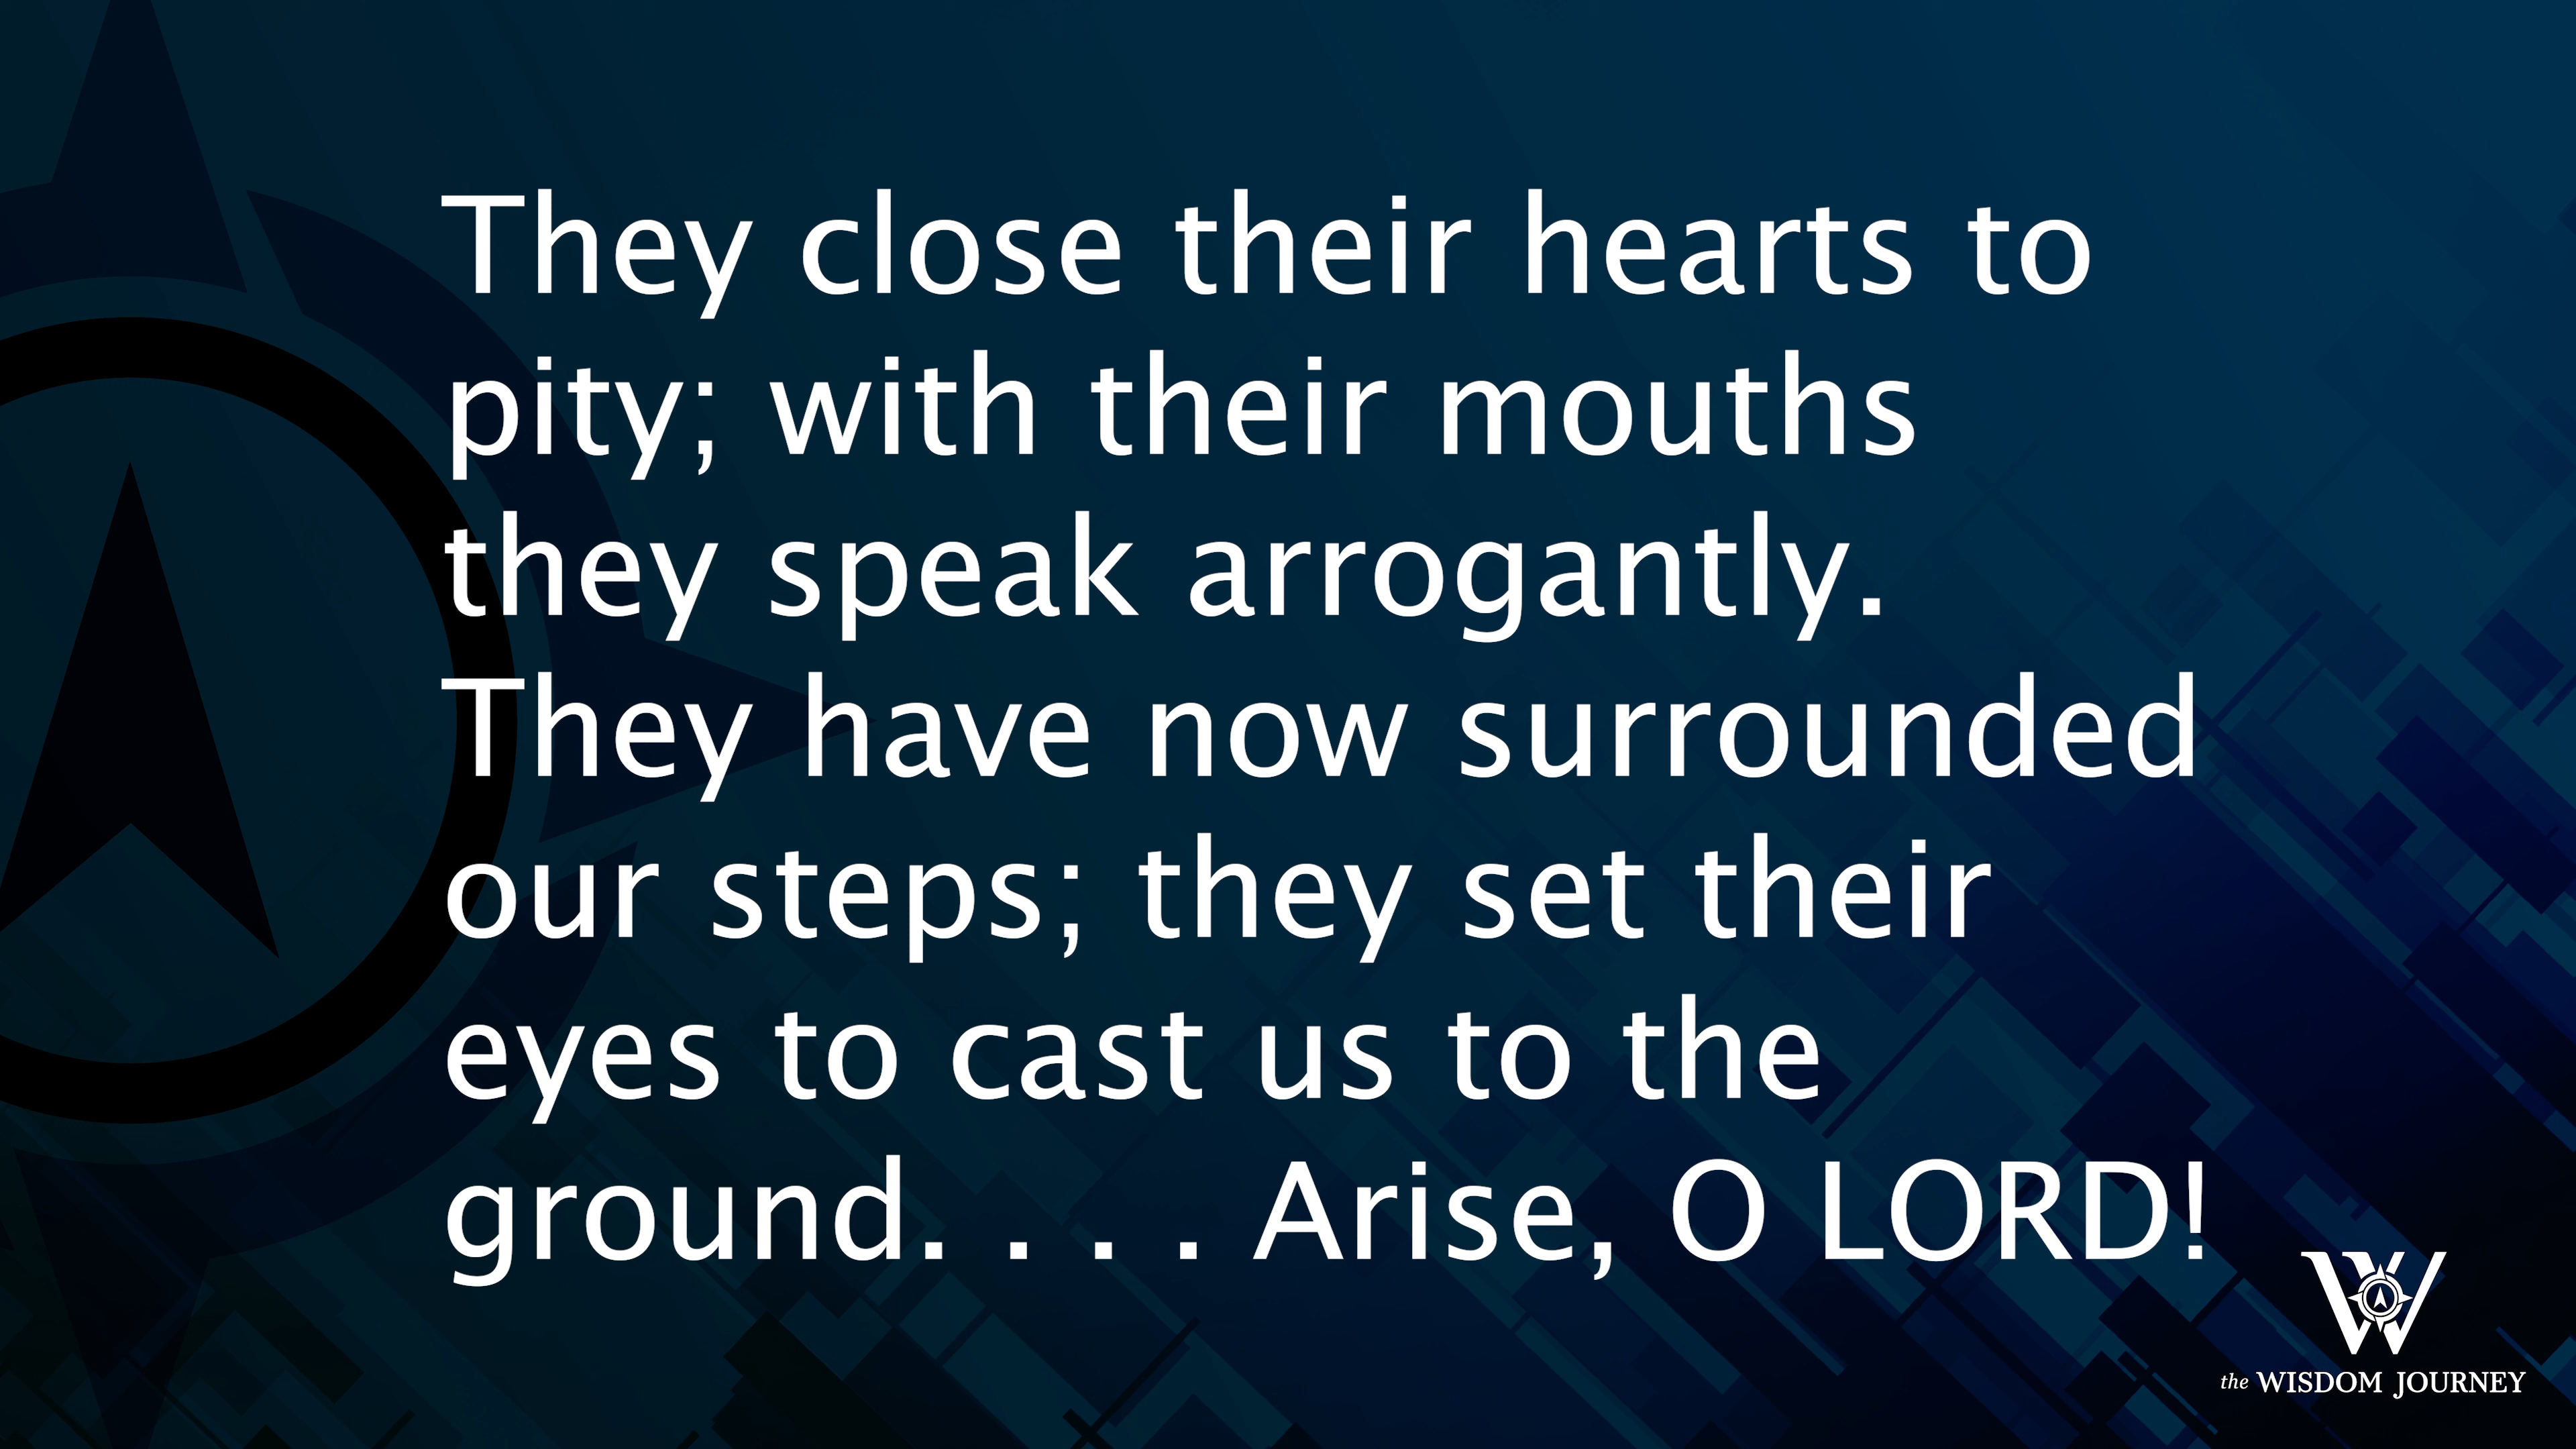 They close their hearts to
pity; with their mouths
they speak arrogantly.
They have now surrounded
our steps; they set their
eyes to cast us to the
ground. . . . Arise, O LORD!
W
the WISDOM JOURNEY